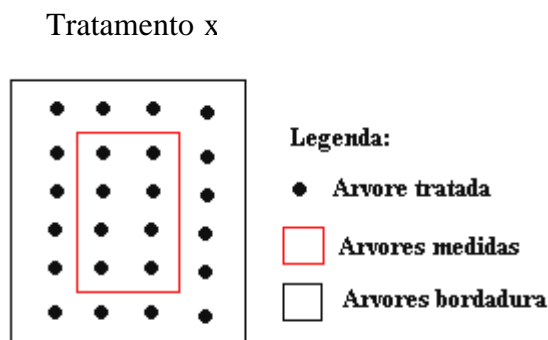 Tratamento x
Legenda:
Arvore tratada
Arvores medidas
Arvores bordadura